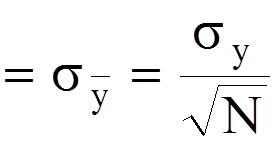 = σ_ȳ = σ_y / √N